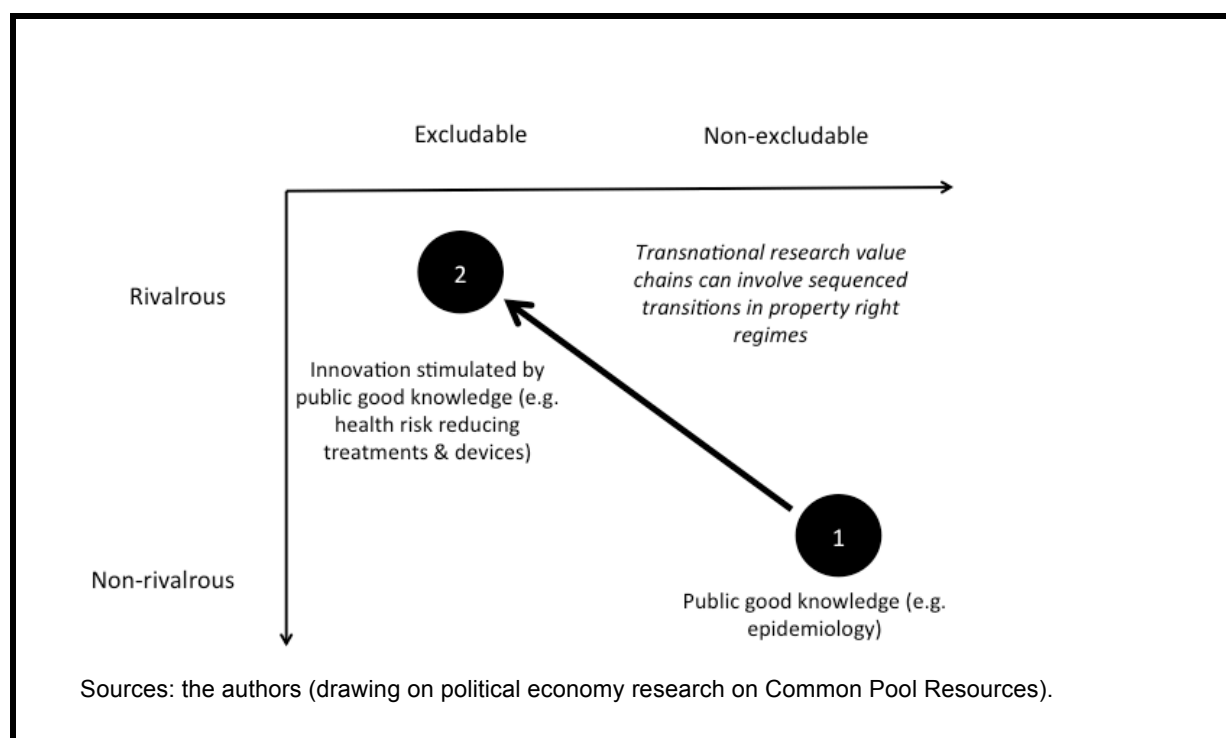 Excludable
Non-excludable
Rivalrous
2
Transnational research value
chains can involve sequenced
transitions in property right
regimes
Innovation stimulated by
public good knowledge (e.g.
health risk reducing
treatments & devices)
Non-rivalrous
1
Public good knowledge (e.g.
epidemiology)
Sources: the authors (drawing on political economy research on Common Pool Resources).